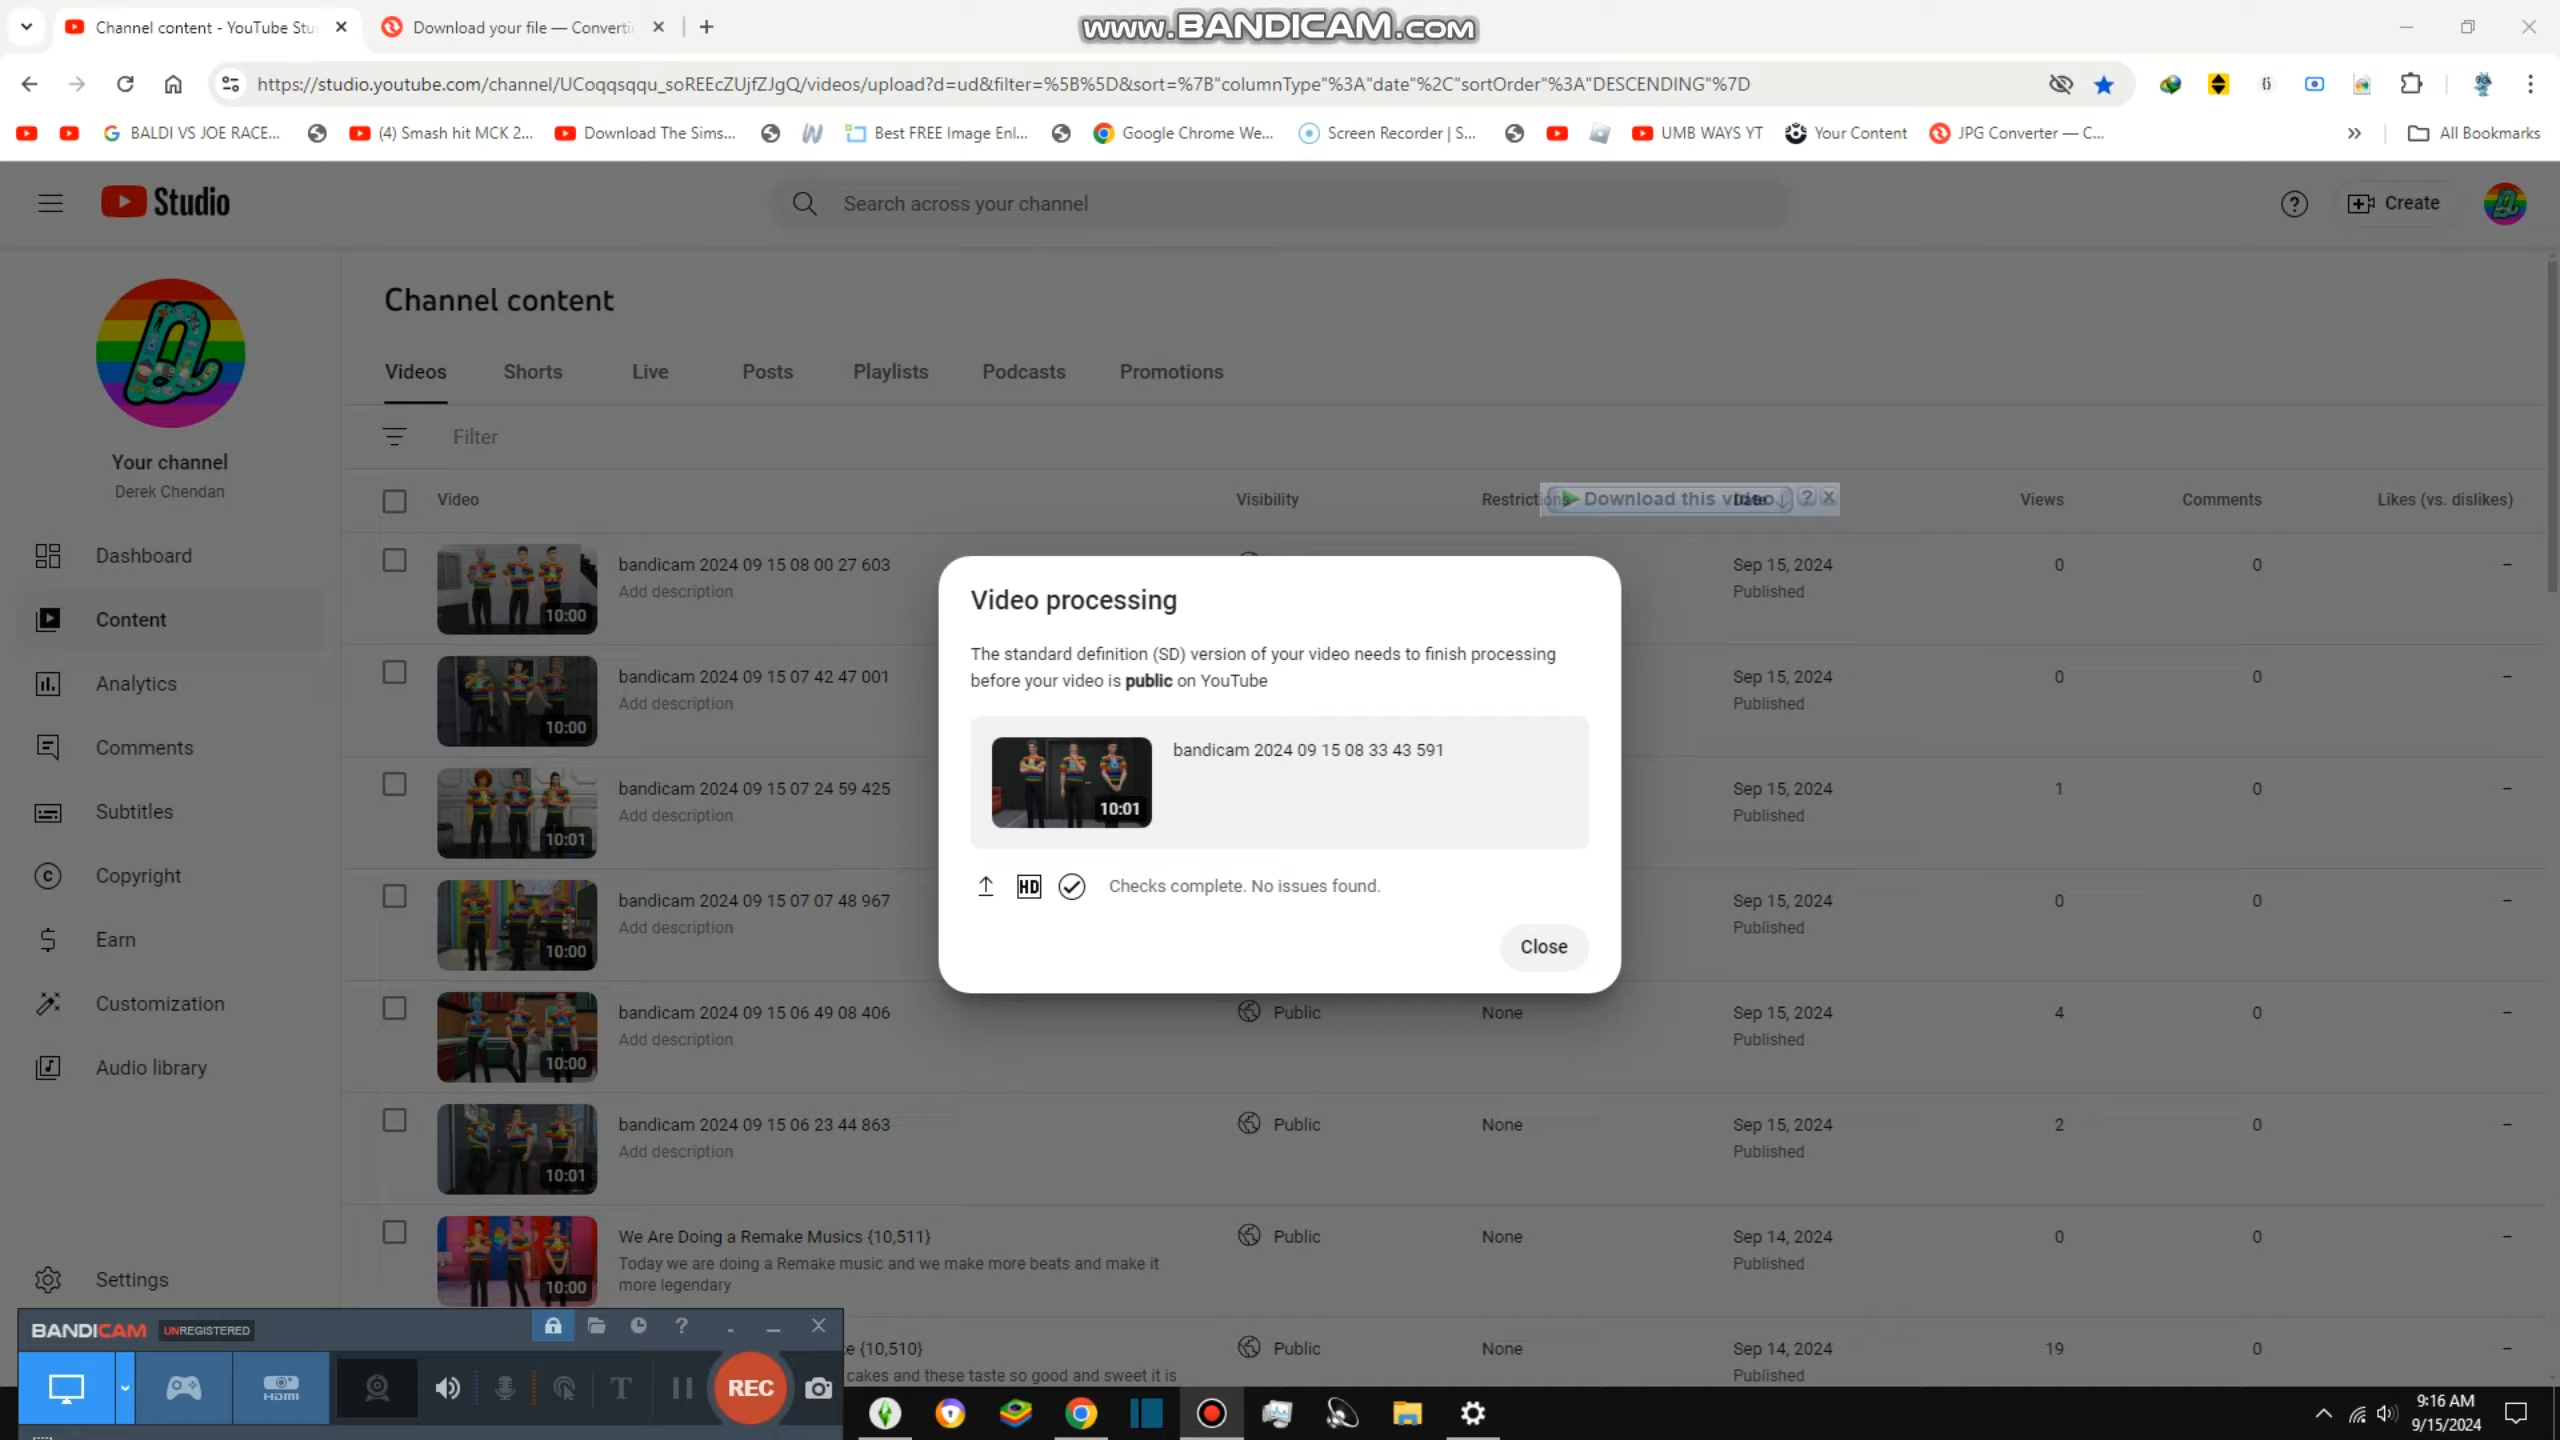 www.BANDICAM.com
Channel content - YouTube Stu
Download your file — Converti
https://studio.youtube.com/channel/UCoqqsqqu_soREEcZUjfZJgQ/videos/upload?d=ud&filter=%5B%5D&sort=%7B"columnType"%3A"date"%2C"sortOrder"%3A"DESCENDING"%7D
BALDI VS JOE RACE...
(4) Smash hit MCK 2...
Download The Sims...
Best FREE Image Enl...
Google Chrome We...
Screen Recorder | S...
UMB WAYS YT
Your Content
JPG Converter — C...
All Bookmarks
Studio
Search across your channel
Create
Your channel
Derek Chendan
Dashboard
Content
Analytics
Comments
Subtitles
Copyright
Earn
Customization
Audio library
Settings
Channel content
Videos Shorts Live Posts Playlists Podcasts Promotions
Filter
Video Visibility Restrictions Date Views Comments Likes (vs. dislikes)
Download this video
bandicam 2024 09 15 08 00 27 603 Sep 15, 2024 0 0 –
10:00 Add description Published
bandicam 2024 09 15 07 42 47 001 Sep 15, 2024 0 0 –
10:00 Add description Published
bandicam 2024 09 15 07 24 59 425 Sep 15, 2024 1 0 –
10:01 Add description Published
bandicam 2024 09 15 07 07 48 967 Sep 15, 2024 0 0 –
10:00 Add description Published
bandicam 2024 09 15 06 49 08 406 Public None Sep 15, 2024 4 0 –
10:00 Add description Published
bandicam 2024 09 15 06 23 44 863 Public None Sep 15, 2024 2 0 –
10:01 Add description Published
We Are Doing a Remake Musics {10,511} Public None Sep 14, 2024 0 0 –
Today we are doing a Remake music and we make more beats and make it Published
10:00 more legendary
{10,510} Public None Sep 14, 2024 19 0 –
cakes and these taste so good and sweet it is Published
Video processing
The standard definition (SD) version of your video needs to finish processing
before your video is public on YouTube
bandicam 2024 09 15 08 33 43 591
10:01
HD Checks complete. No issues found.
Close
BANDICAM UNREGISTERED
HDMI
T
REC
9:16 AM
9/15/2024